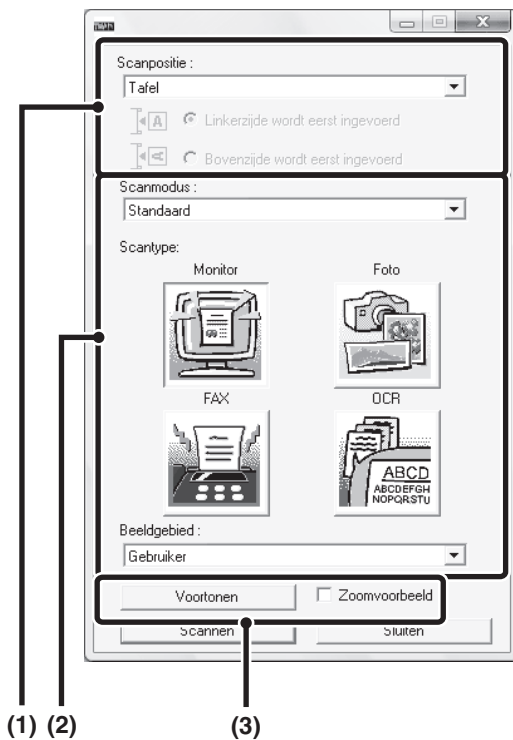 Scanpositie :
Tafel
A Linkerzijde wordt eerst ingevoerd
A Bovenzijde wordt eerst ingevoerd
Scanmodus :
Standaard
Scantype:
Monitor Foto
FAX OCR
ABCD
ABCDEFGH
NOPQRSTU
Beeldgebied :
Gebruiker
Voortonen Zoomvoorbeeld
Scannen Sluiten
(1) (2) (3)